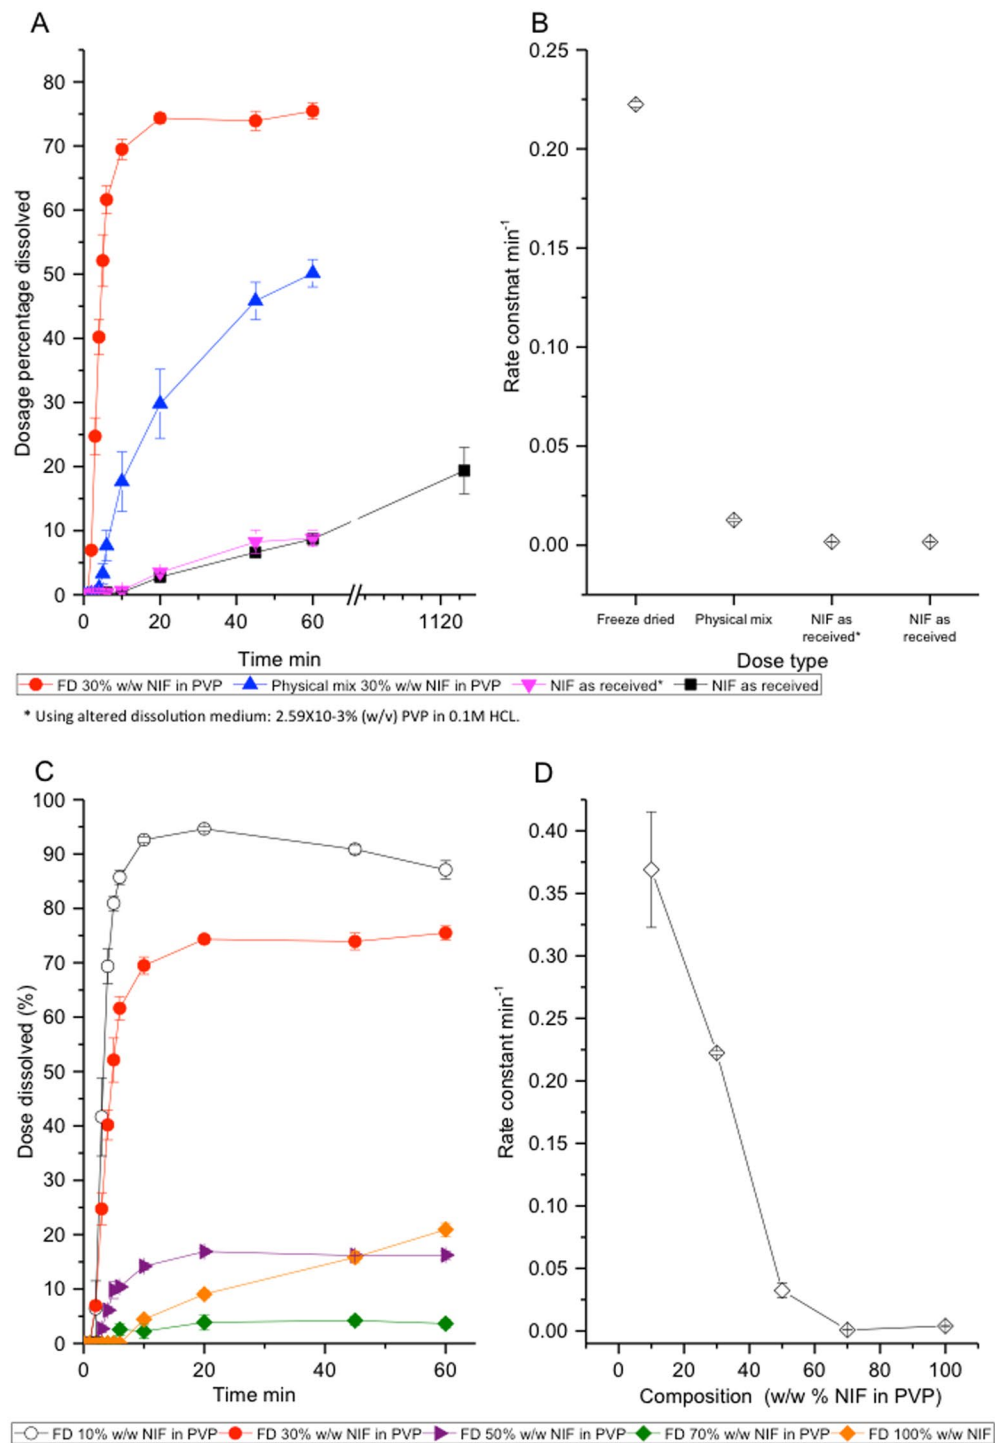 A
80
70
60
50
40
30
20
10
0
0 20 40 60 1120
Dosage percentage dissolved
Time min
B
0.25
0.20
0.15
0.10
0.05
0.00
Rate constnat min-1
Freeze dried Physical mix NIF as received* NIF as received
Dose type
FD 30% w/w NIF in PVP Physical mix 30% w/w NIF in PVP NIF as received* NIF as received
* Using altered dissolution medium: 2.59X10-3% (w/v) PVP in 0.1M HCL.
C
100
90
80
70
60
50
40
30
20
10
0
0 20 40 60
Dose dissolved (%)
Time min
D
0.40
0.35
0.30
0.25
0.20
0.15
0.10
0.05
0.00
0 20 40 60 80 100
Rate constant min-1
Composition (w/w % NIF in PVP)
FD 10% w/w NIF in PVP FD 30% w/w NIF in PVP FD 50% w/w NIF in PVP FD 70% w/w NIF in PVP FD 100% w/w NIF